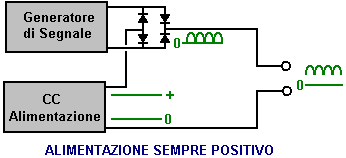 Generatore
di Segnale
0
0
CC
Alimentazione
+
0
ALIMENTAZIONE SEMPRE POSITIVO